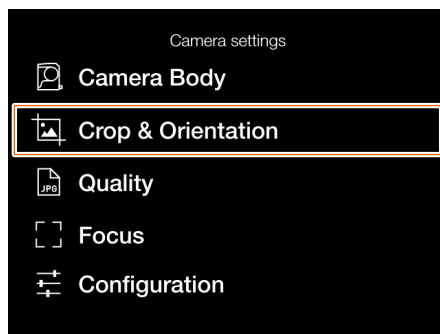 Camera settings
Camera Body
Crop & Orientation
JPG
Quality
Focus
Configuration